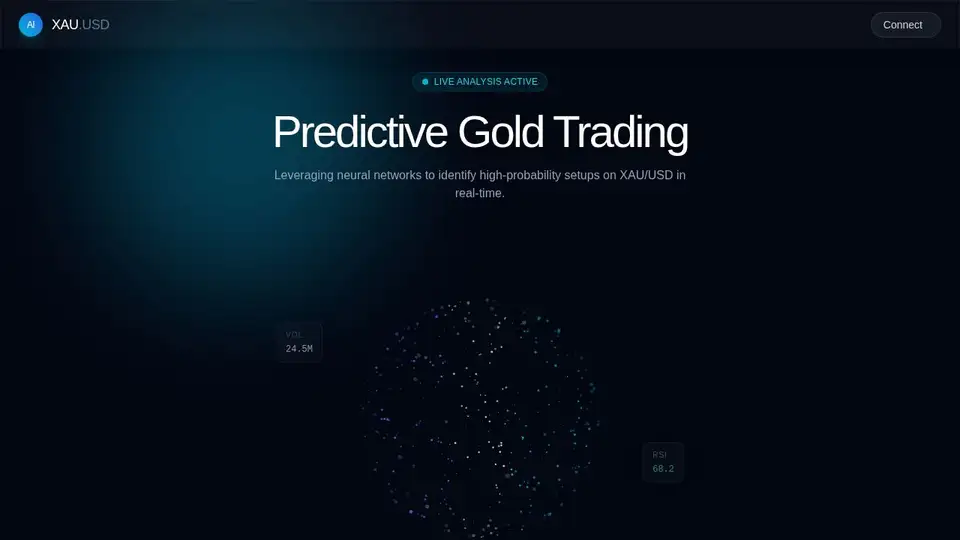 AI XAU.USD
Connect
LIVE ANALYSIS ACTIVE
Predictive Gold Trading
Leveraging neural networks to identify high-probability setups on XAU/USD in
real-time.
VOL
24.5M
RSI
68.2